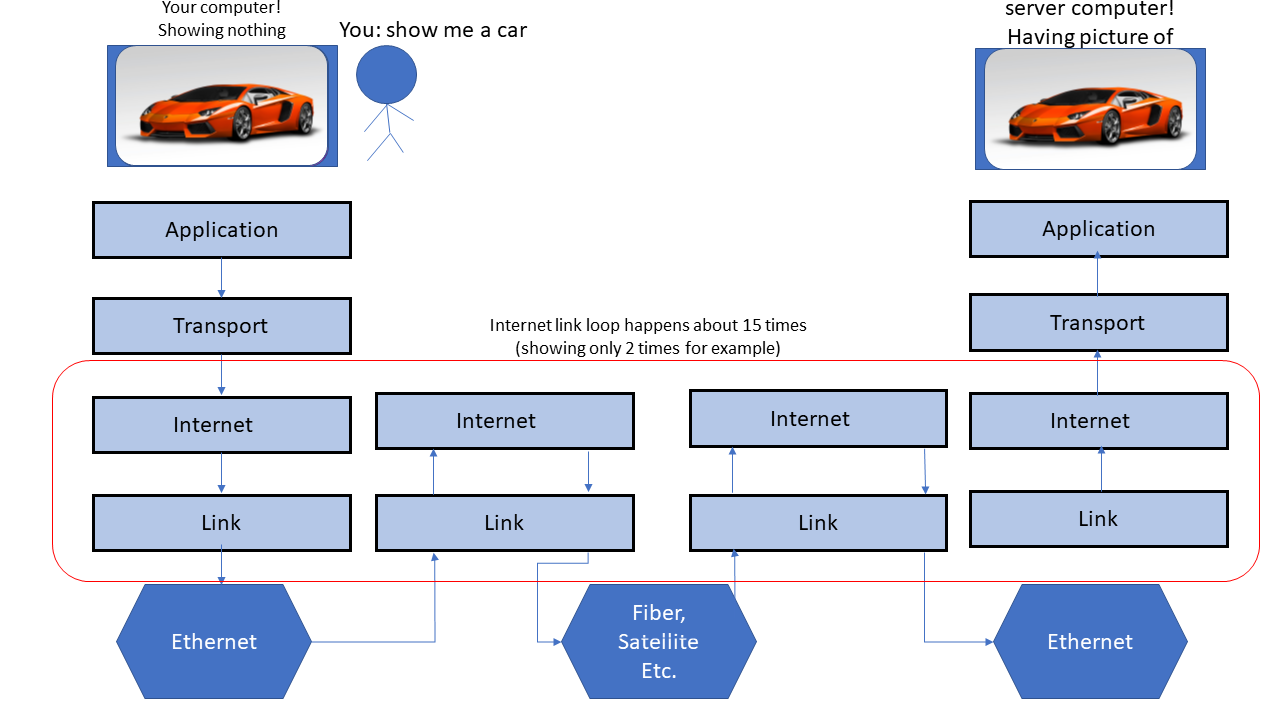 Your computer!
Showing nothing
You: show me a car
server computer!
Having picture of
Application
Application
Transport
Transport
Internet link loop happens about 15 times
(showing only 2 times for example)
Internet
Internet
Internet
Internet
Link
Link
Link
Link
Ethernet
Fiber,
Satellite
Etc.
Ethernet